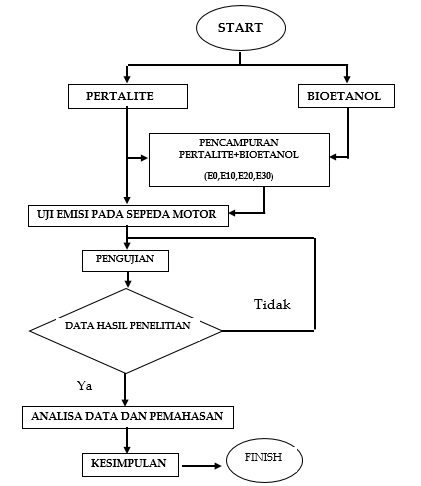 START
PERTALITE
BIOETANOL
PENCAMPURAN
PERTALITE+BIOETANOL
(E0,E10,E20,E30)
UJI EMISI PADA SEPEDA MOTOR
PENGUJIAN
DATA HASIL PENELITIAN
Tidak
Ya
ANALISA DATA DAN PEMAHASAN
KESIMPULAN
FINISH